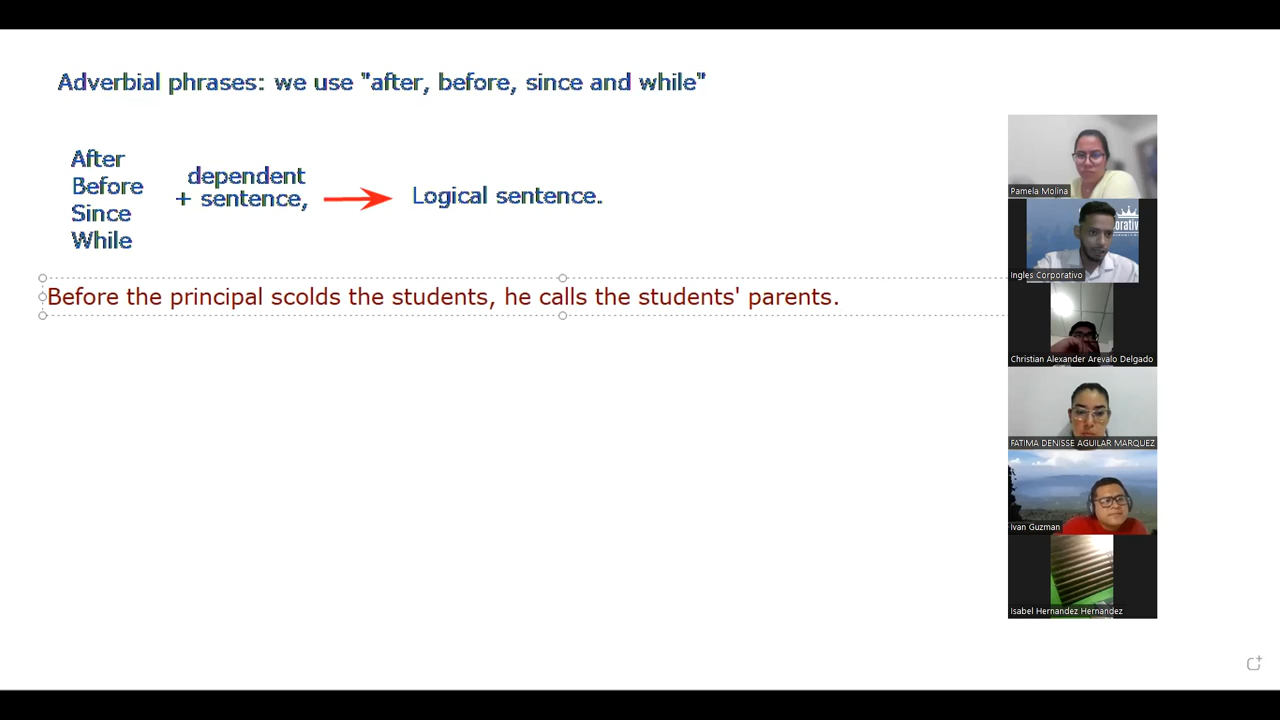 Adverbial phrases: we use "after, before, since and while"
After
Before
Since
While
dependent
+ sentence,
Logical sentence.
Before the principal scolds the students, he calls the students' parents.
Pamela Molina
orativ
Ingles Corporativo
Christian Alexander Arevalo Delgado
FATIMA DENISSE AGUILAR MARQUEZ
Ivan Guzman
Isabel Hernandez Hernandez